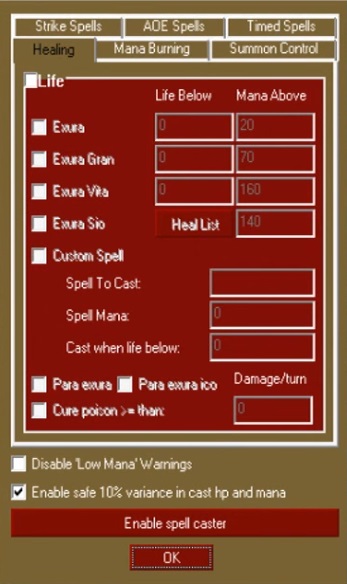 Strike Spells AOE Spells Timed Spells
Healing Mana Burning Summon Control
Life
Life Below Mana Above
Exura 0 20
Exura Gran 0 70
Exura Vita 0 160
Exura Sio Heal List 140
Custom Spell
Spell To Cast:
Spell Mana: 0
Cast when life below: 0
Para exura Para exura ico Damage/turn
Cure poison >= than: 0
Disable 'Low Mana' Warnings
Enable safe 10% variance in cast hp and mana
Enable spell caster
OK